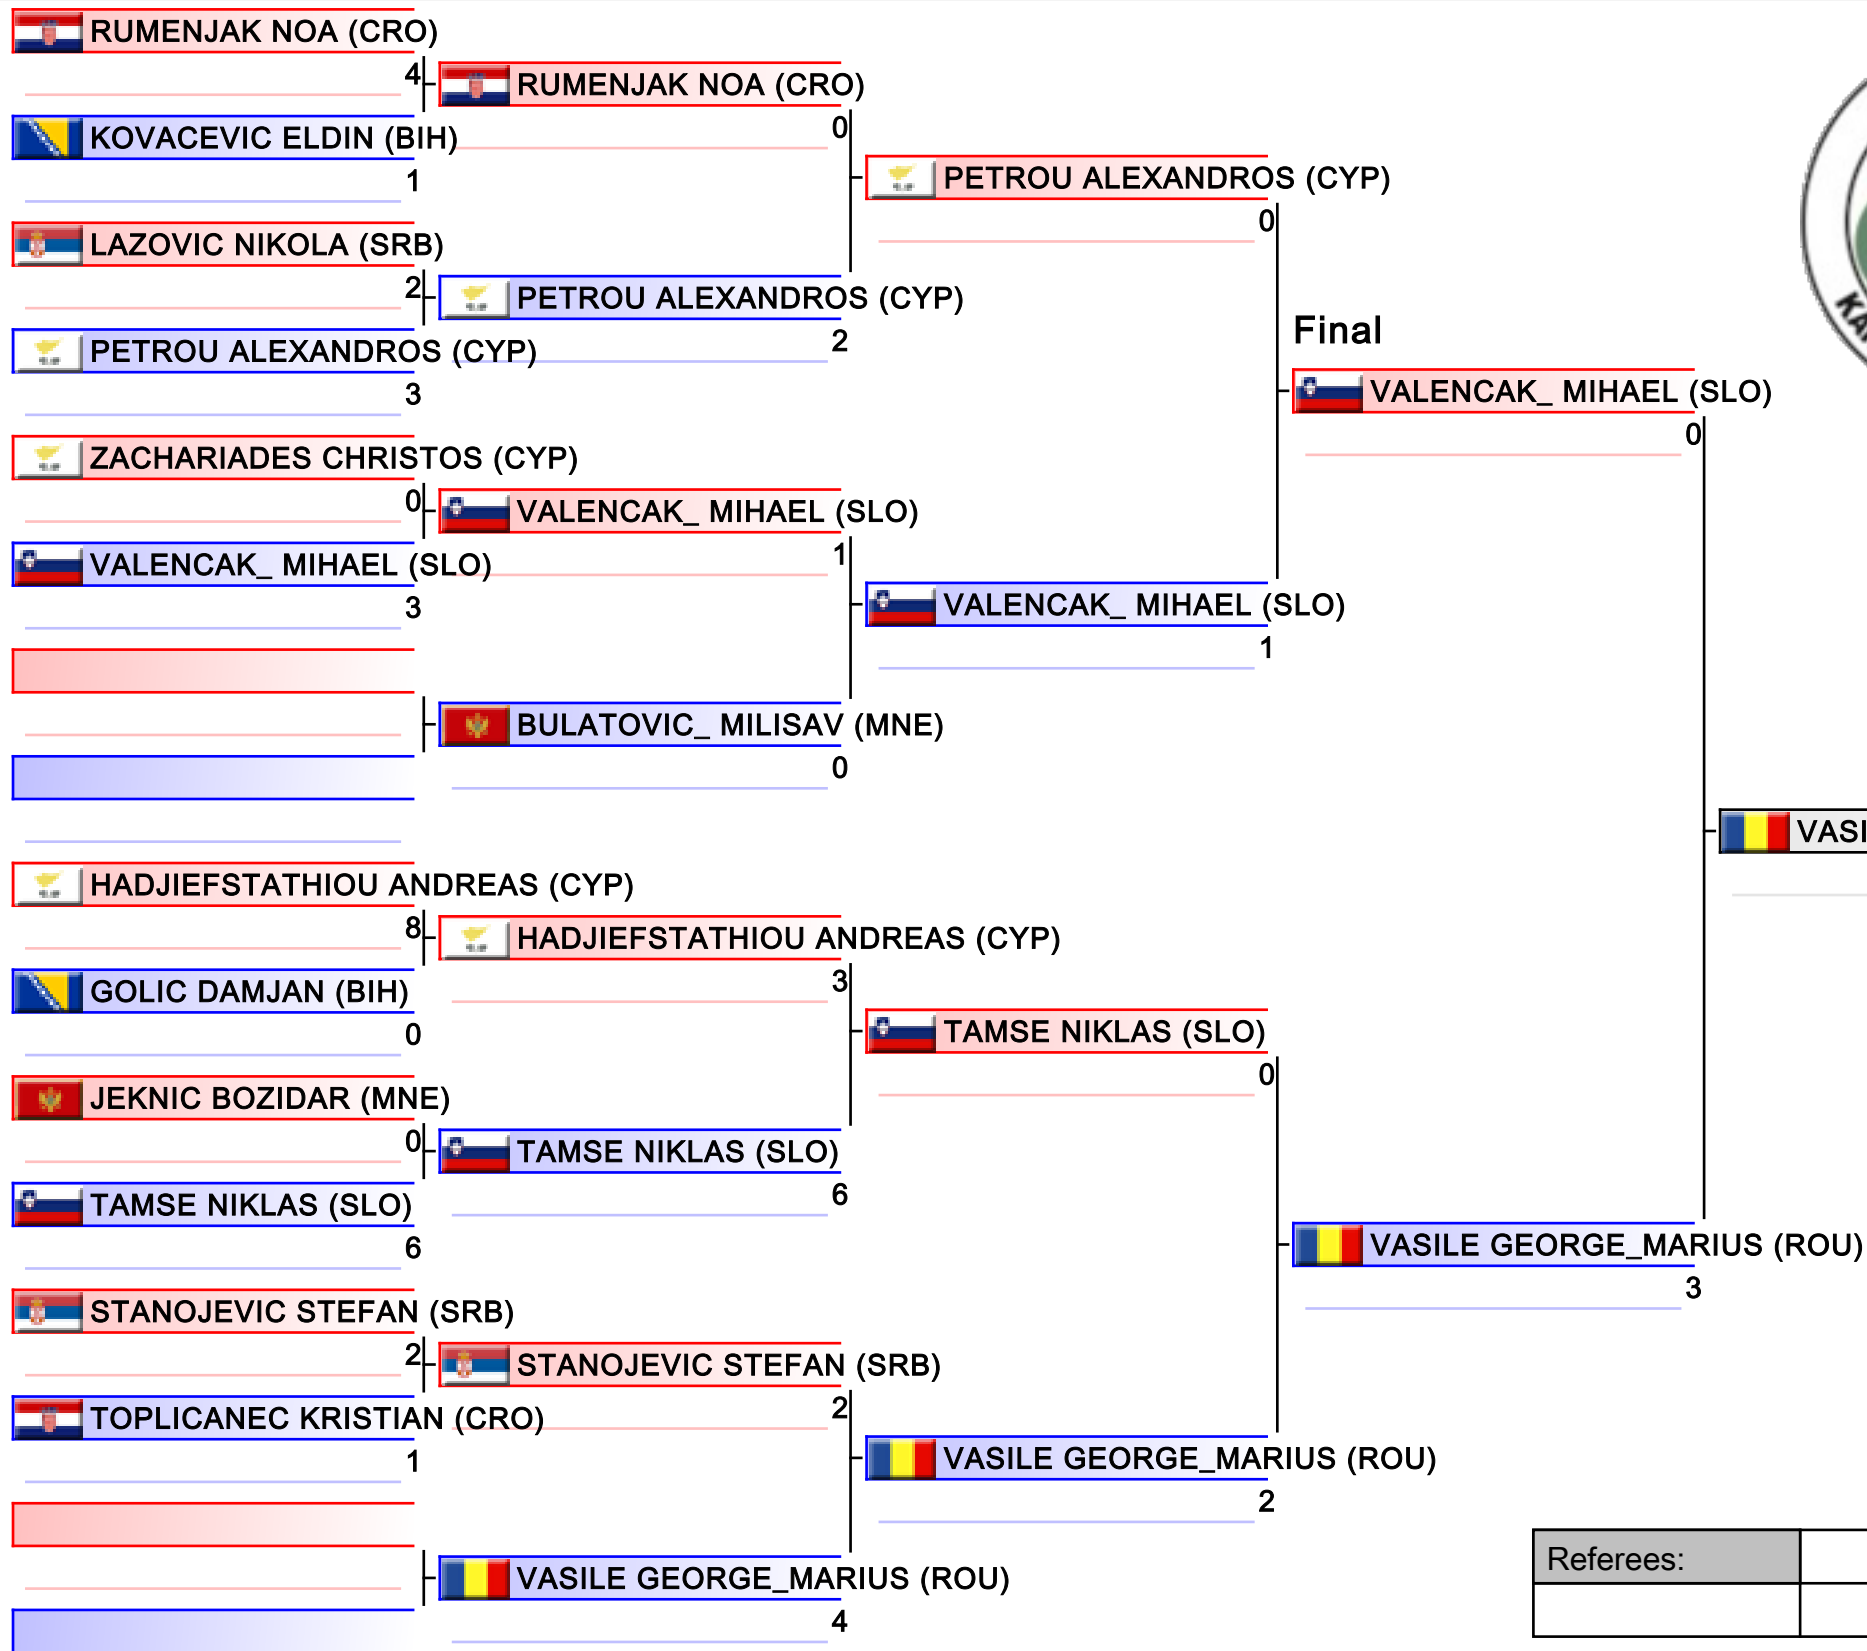 RUMENJAK NOA (CRO)
4
RUMENJAK NOA (CRO)
0
KOVACEVIC ELDIN (BIH)
1
PETROU ALEXANDROS (CYP)
0
LAZOVIC NIKOLA (SRB)
2
PETROU ALEXANDROS (CYP)
2
PETROU ALEXANDROS (CYP)
3
Final
VALENCAK_ MIHAEL (SLO)
0
ZACHARIADES CHRISTOS (CYP)
0
VALENCAK_ MIHAEL (SLO)
1
VALENCAK_ MIHAEL (SLO)
3
VALENCAK_ MIHAEL (SLO)
1
BULATOVIC_ MILISAV (MNE)
0
VASI
HADJIEFSTATHIOU ANDREAS (CYP)
8
HADJIEFSTATHIOU ANDREAS (CYP)
3
GOLIC DAMJAN (BIH)
0
TAMSE NIKLAS (SLO)
0
JEKNIC BOZIDAR (MNE)
0
TAMSE NIKLAS (SLO)
6
TAMSE NIKLAS (SLO)
6
VASILE GEORGE_MARIUS (ROU)
3
STANOJEVIC STEFAN (SRB)
2
STANOJEVIC STEFAN (SRB)
2
TOPLICANEC KRISTIAN (CRO)
1
VASILE GEORGE_MARIUS (ROU)
2
Referees:
VASILE GEORGE_MARIUS (ROU)
4